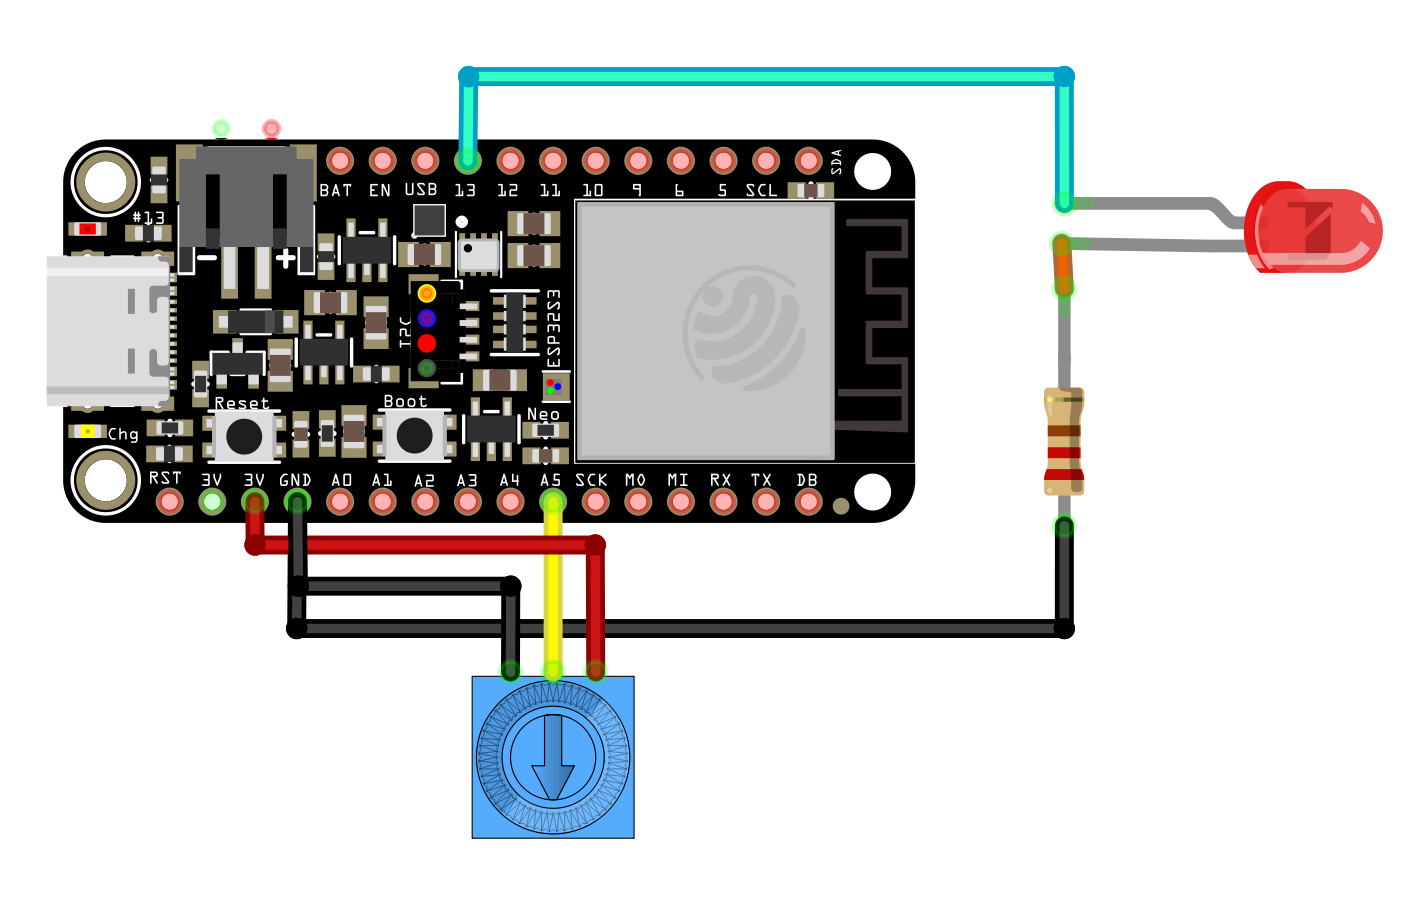 BAT EN USB 13 12 11 10 9 6 5 SCL SDA
#13
- +
I2C
ESP32S3
Reset
Boot
Neo
Chg
RST 3V 3V GND A0 A1 A2 A3 A4 A5 SCK MO MI RX TX DB